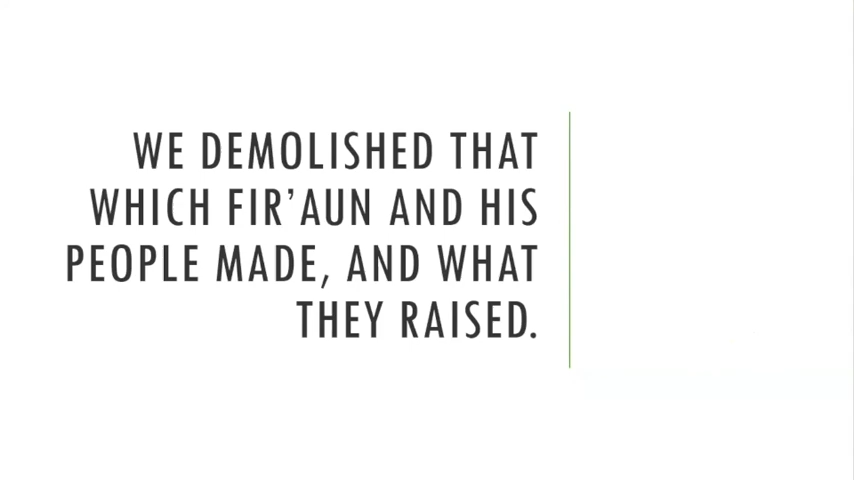 WE DEMOLISHED THAT
WHICH FIR’AUN AND HIS
PEOPLE MADE, AND WHAT
THEY RAISED.